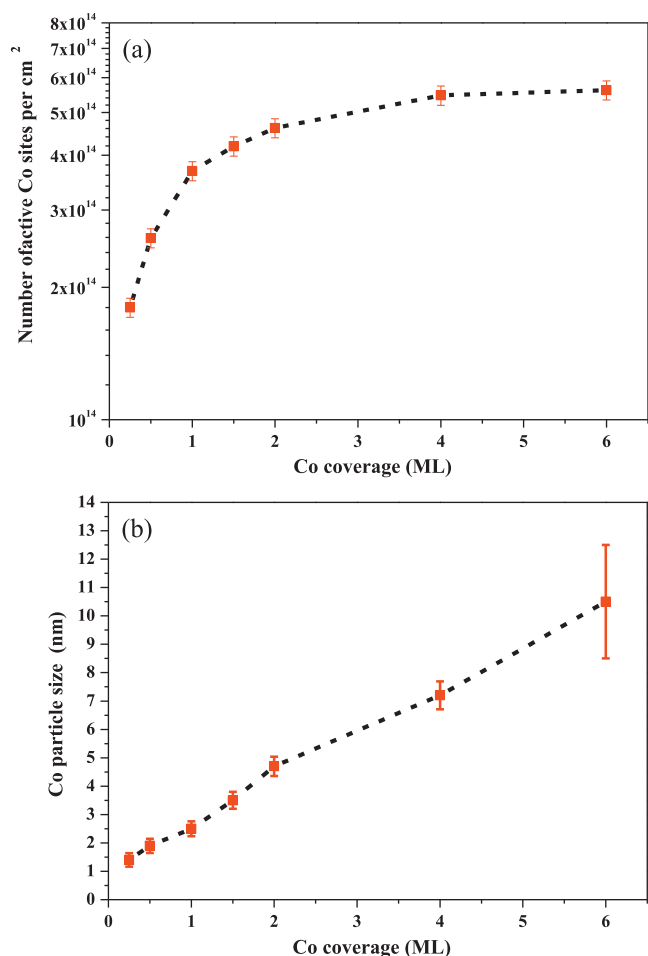 (a)
Number ofactive Co sites per cm²
8x10¹⁴
7x10¹⁴
6x10¹⁴
5x10¹⁴
4x10¹⁴
3x10¹⁴
2x10¹⁴
10¹⁴
0 1 2 3 4 5 6
Co coverage (ML)
(b)
Co particle size (nm)
14
13
12
11
10
9
8
7
6
5
4
3
2
1
0
0 1 2 3 4 5 6
Co coverage (ML)